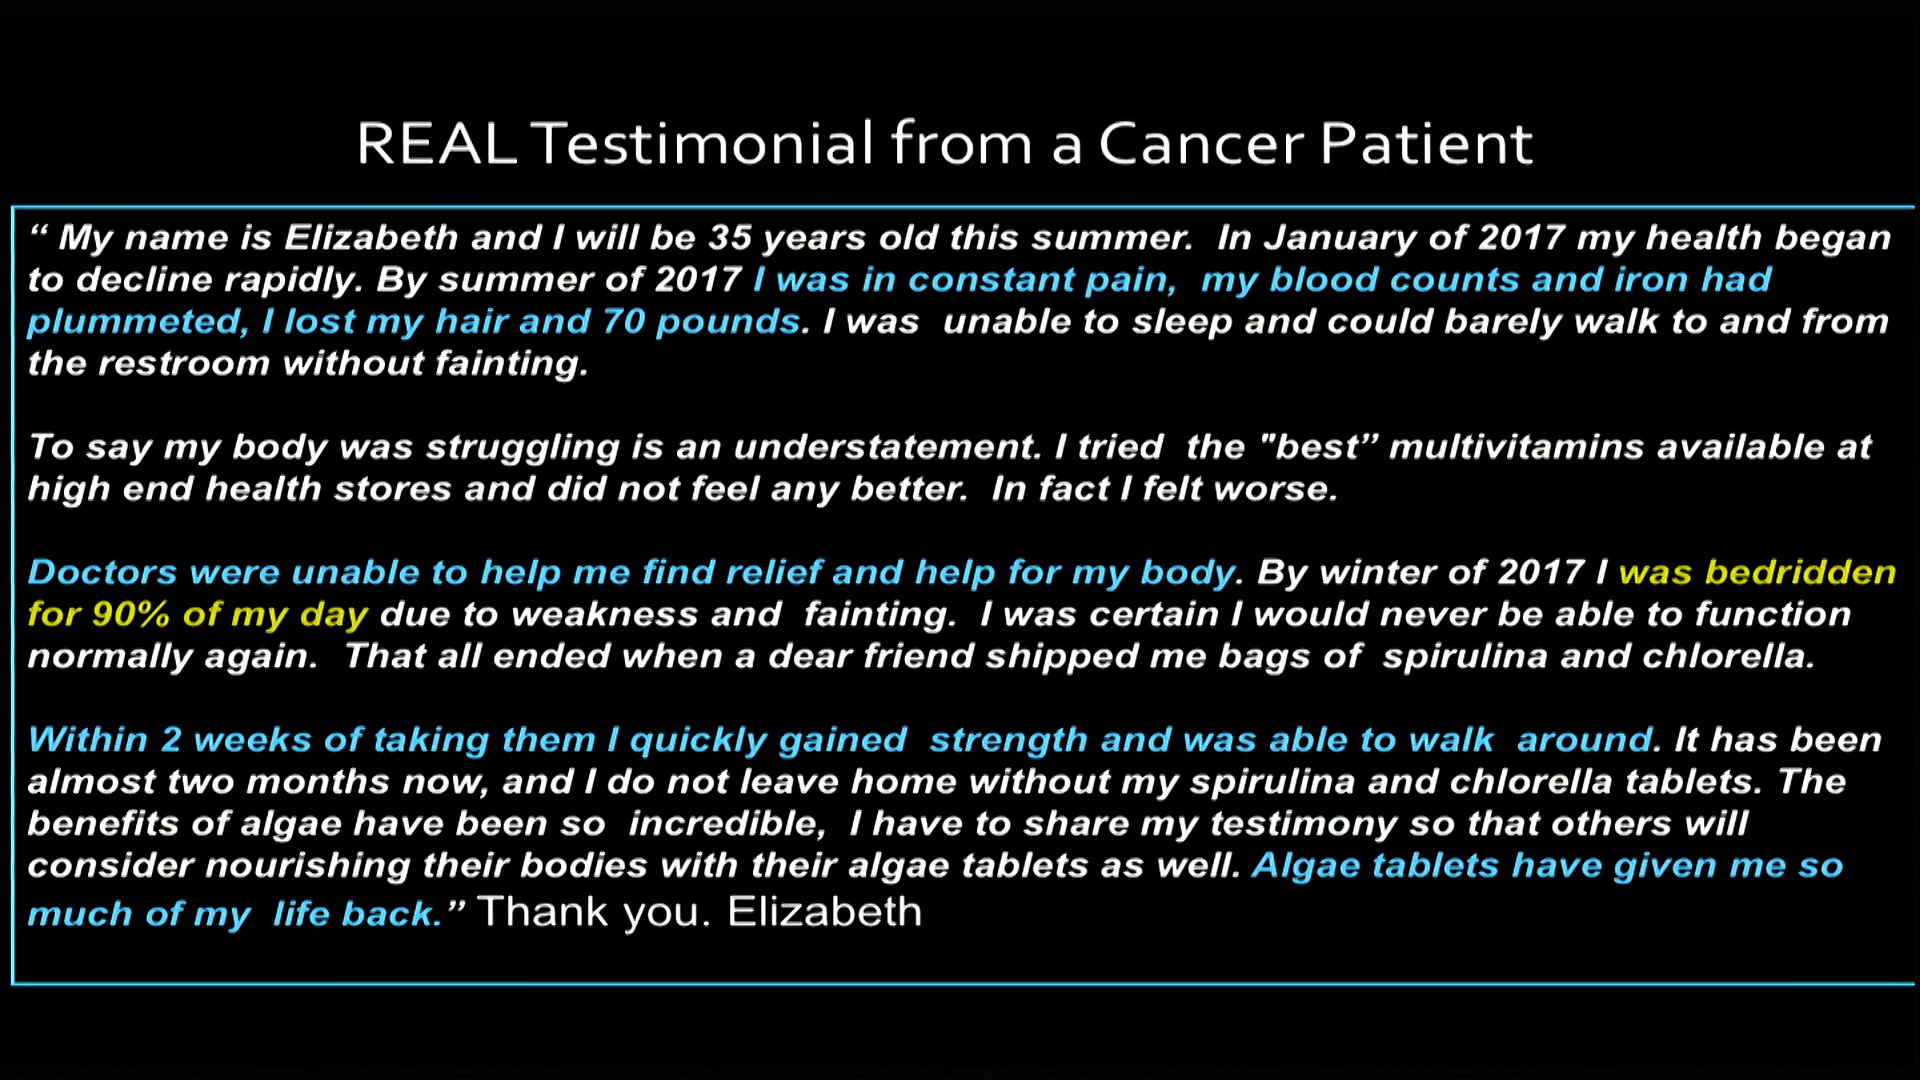 REAL Testimonial from a Cancer Patient
“ My name is Elizabeth and I will be 35 years old this summer.  In January of 2017 my health began
to decline rapidly. By summer of 2017 I was in constant pain,  my blood counts and iron had
plummeted, I lost my hair and 70 pounds. I was  unable to sleep and could barely walk to and from
the restroom without fainting.
To say my body was struggling is an understatement. I tried  the "best” multivitamins available at
high end health stores and did not feel any better.  In fact I felt worse.
Doctors were unable to help me find relief and help for my body. By winter of 2017 I was bedridden
for 90% of my day due to weakness and  fainting.  I was certain I would never be able to function
normally again.  That all ended when a dear friend shipped me bags of  spirulina and chlorella.
Within 2 weeks of taking them I quickly gained  strength and was able to walk  around. It has been
almost two months now, and I do not leave home without my spirulina and chlorella tablets. The
benefits of algae have been so  incredible,  I have to share my testimony so that others will
consider nourishing their bodies with their algae tablets as well. Algae tablets have given me so
much of my  life back.” Thank you. Elizabeth